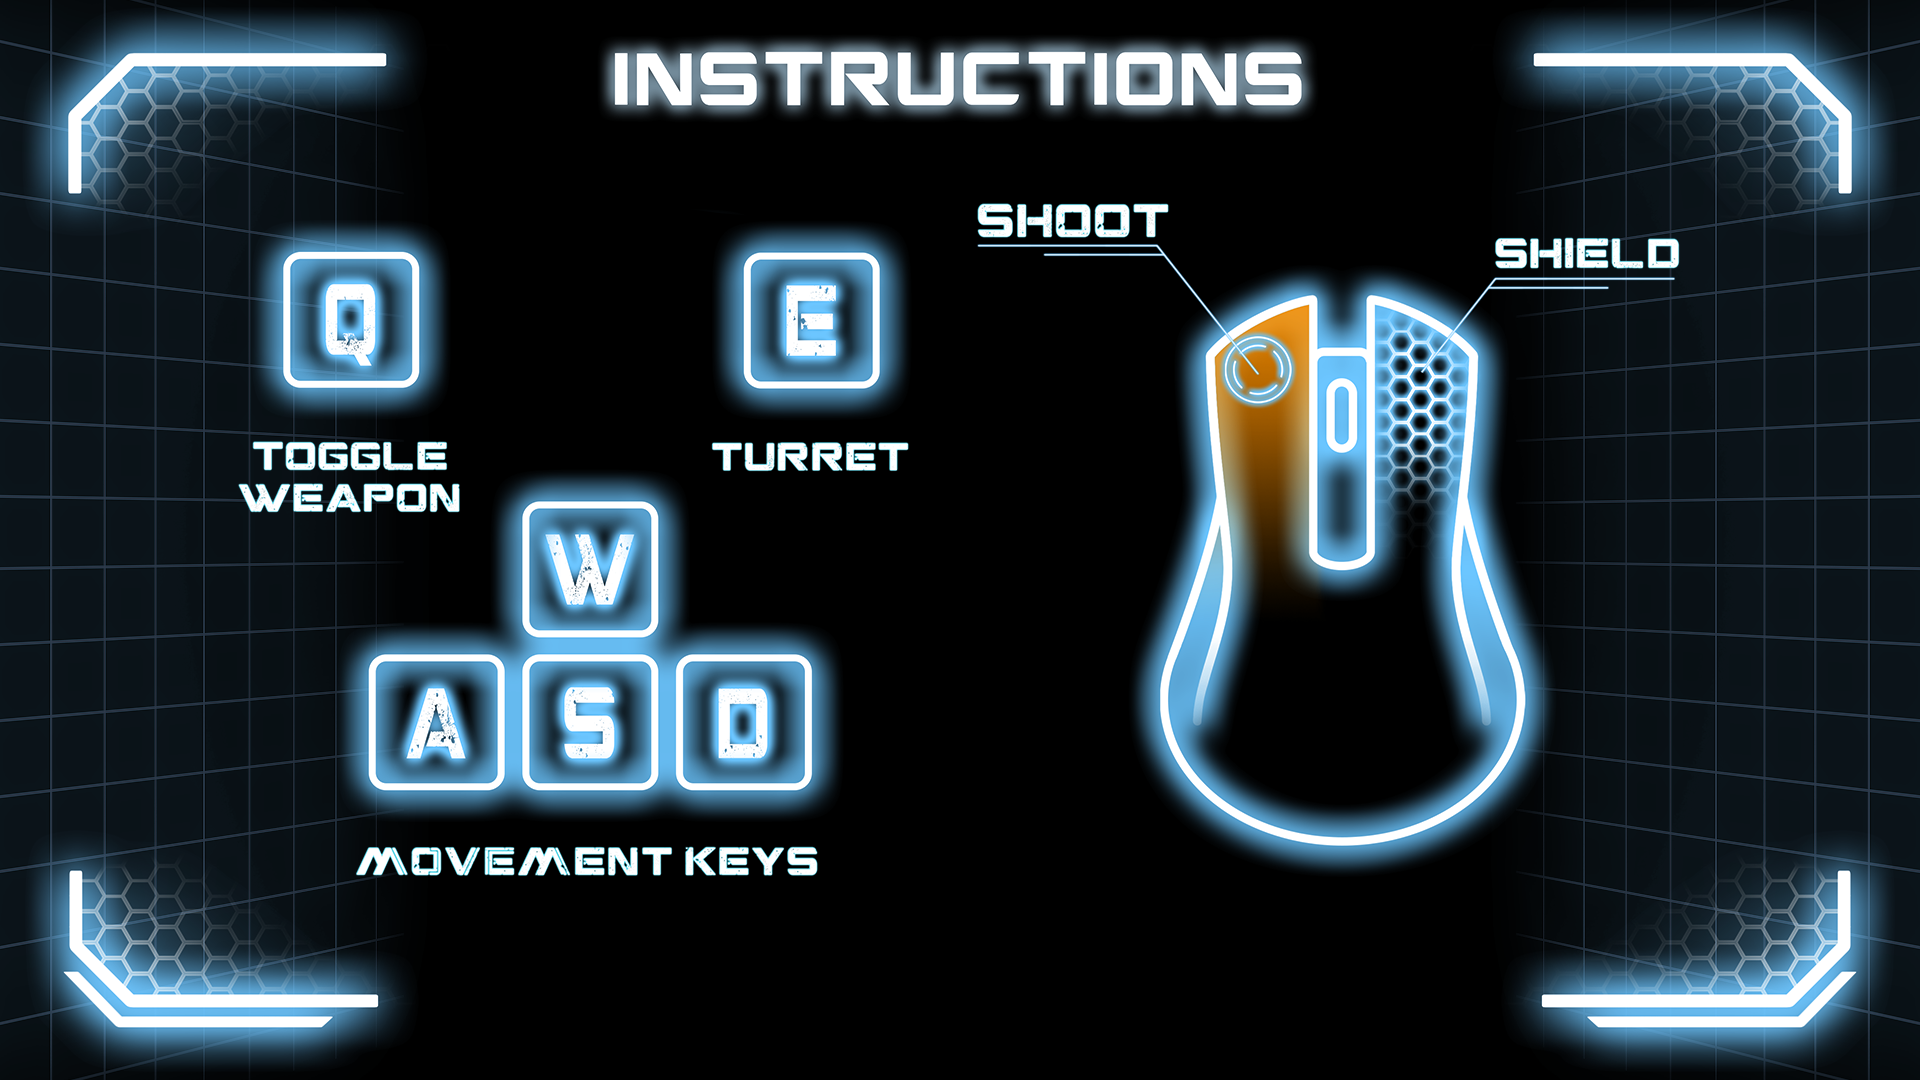 INSTRUCTIONS
SHOOT
SHIELD
Q
E
TOGGLE
WEAPON
TURRET
W
A S D
MOVEMENT KEYS